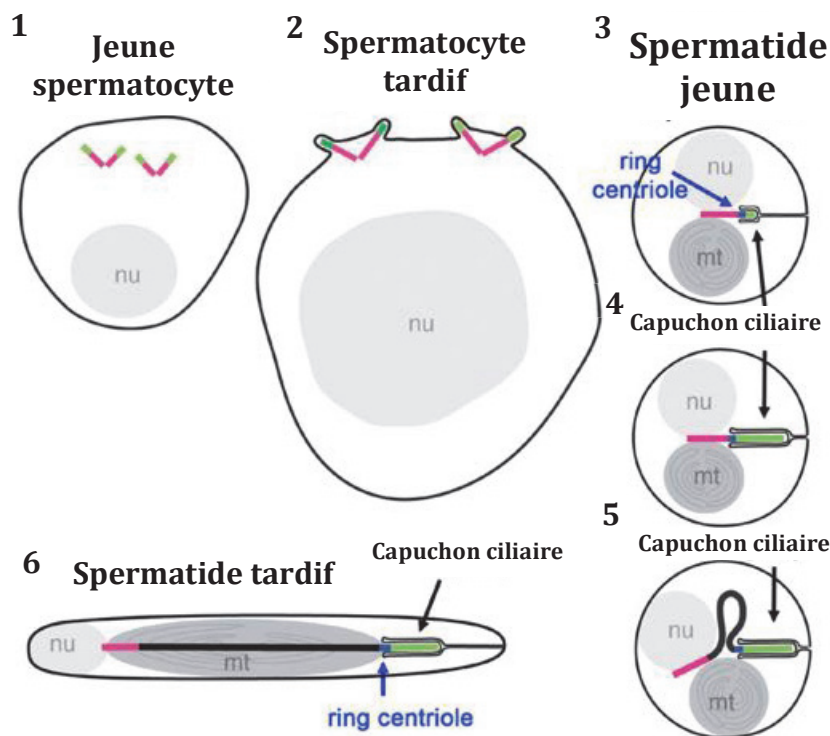 1
Jeune
spermatocyte
nu
2
Spermatocyte
tardif
nu
3
Spermatide
jeune
ring
centriole
nu
mt
4
Capuchon ciliaire
nu
mt
5
Capuchon ciliaire
nu
mt
6
Spermatide tardif
Capuchon ciliaire
nu
mt
ring centriole